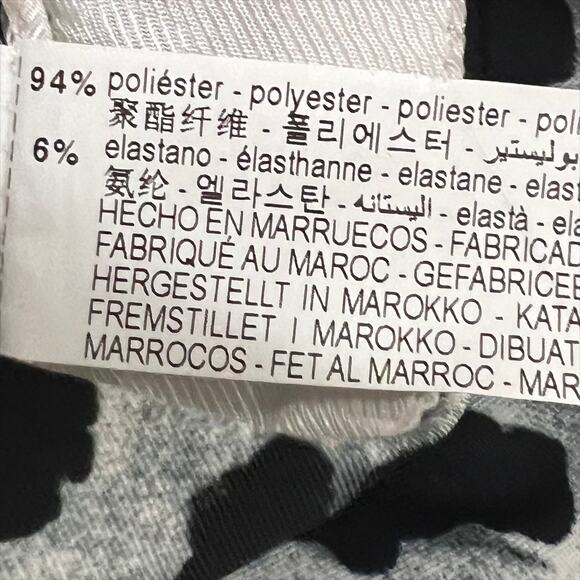 94% poliéster - polyester - poliester - poli
聚酯纤维 - 폴리에스터 - بوليستير
6% elastano - élasthanne - elastane - elast
氨纶 - 엘라스탄 - اليستانه - elastà - ela
HECHO EN MARRUECOS - FABRICAD
FABRIQUÉ AU MAROC - GEFABRICEE
HERGESTELLT IN MAROKKO - KATA
FREMSTILLET I MAROKKO - DIBUAT
MARROCOS - FET AL MARROC - MAR